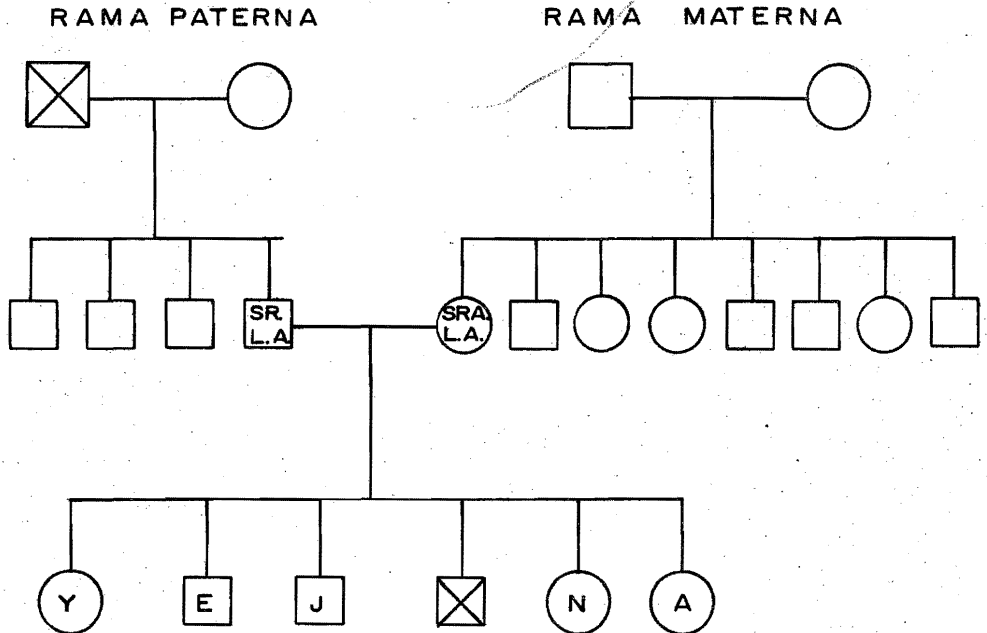 RAMA PATERNA
RAMA MATERNA
SR.
L.A.
SRA.
L.A.
Y
E
J
N
A